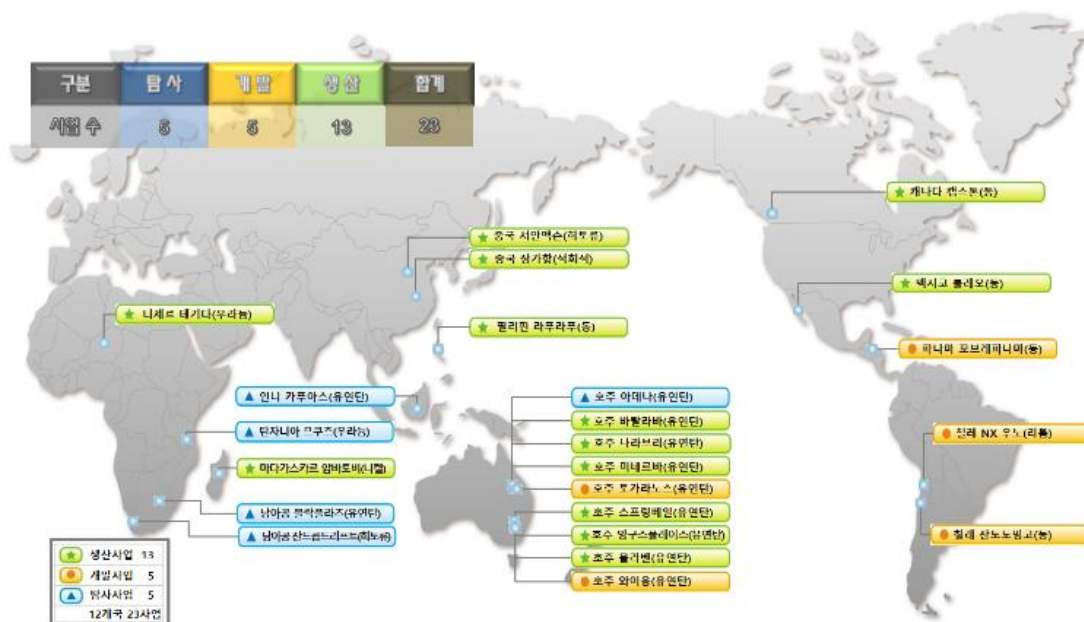 구분 탐사 개발 생산 합계
사업 수 5 5 13 23
캐나다 캡스톤(동)
중국 서안맥슨(희토류)
중국 장가항(석회석)
멕시코 볼레오(동)
니제르 테기다(우라늄)
필리핀 라푸라푸(동)
파나마 꼬브레파나마(동)
인니 카푸아스(유연탄)
호주 아데나(유연탄)
호주 바탈라바(유연탄)
탄자니아 므쿠주(우라늄)
칠레 NX 우노(리튬)
호주 나라브리(유연탄)
마다가스카르 암바토비(니켈)
호주 미네르바(유연탄)
호주 토가라노스(유연탄)
남아공 블락플라츠(유연탄)
호주 스프링베일(유연탄)
남아공 잔드콥스드리프트(희토류)
호주 앵구스플레이스(유연탄)
칠레 산토도밍고(동)
호주 물라벤(유연탄)
호주 와이옹(유연탄)
생산사업 13
개발사업 5
탐사사업 5
12개국 23사업